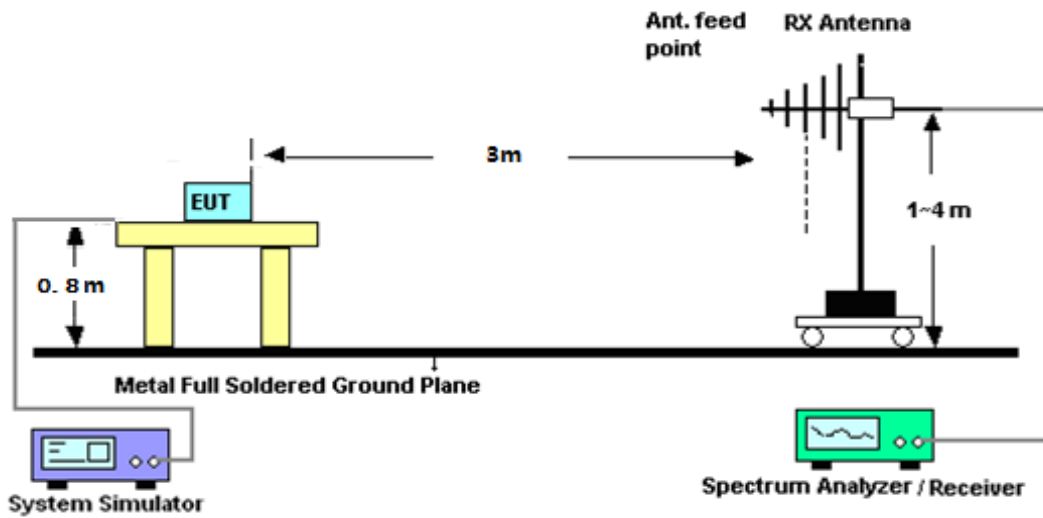 Ant. feed
point
RX Antenna
3m
EUT
1~4 m
0. 8 m
Metal Full Soldered Ground Plane
System Simulator
Spectrum Analyzer / Receiver